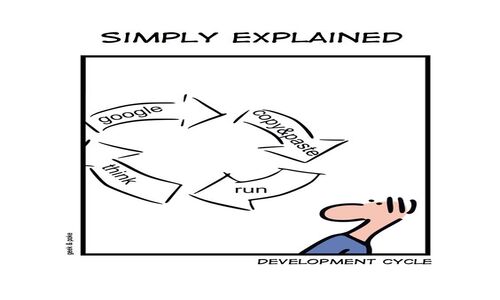 SIMPLY EXPLAINED
google
copy&paste
run
think
geek & poke
DEVELOPMENT CYCLE